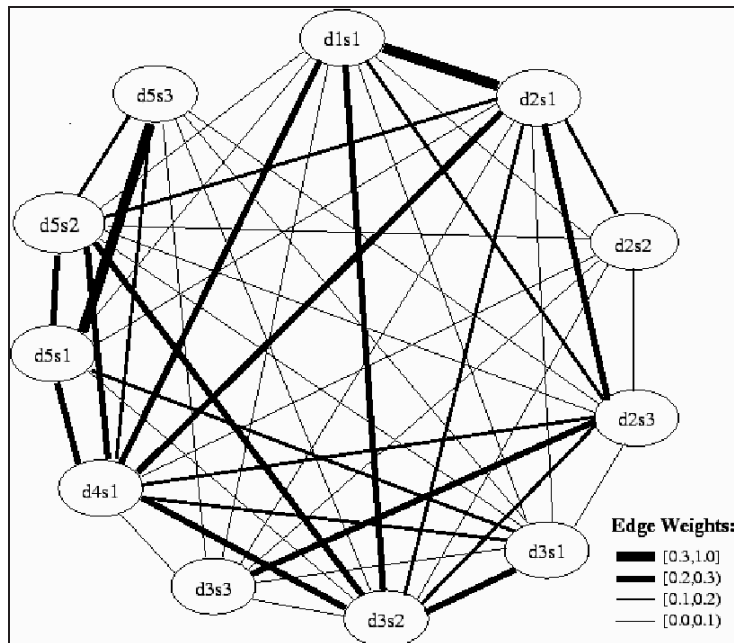 d1s1
d5s3
d2s1
d5s2
d2s2
d5s1
d2s3
d4s1
d3s1
d3s3
d3s2
Edge Weights:
[0.3,1.0]
[0.2,0.3)
[0.1,0.2)
[0.0,0.1)